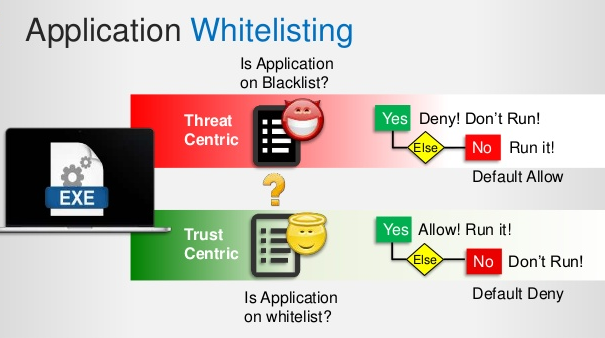 Application Whitelisting
Is Application
on Blacklist?
Threat
Centric
Yes Deny! Don't Run!
Else No Run it!
Default Allow
EXE
?
Trust
Centric
Yes Allow! Run it!
Else No Don't Run!
Default Deny
Is Application
on whitelist?